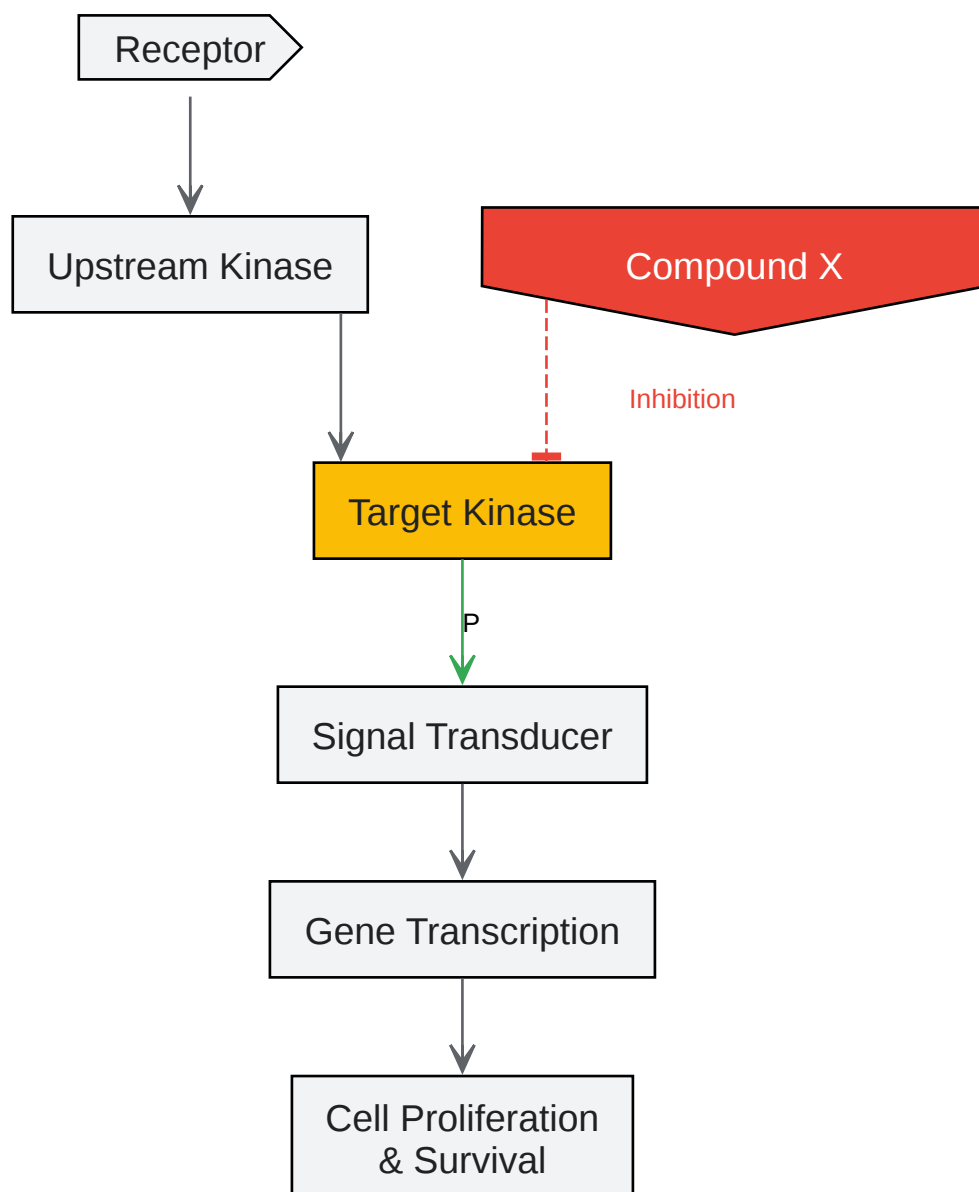 Receptor
Upstream Kinase
Compound X
Inhibition
Target Kinase
P
Signal Transducer
Gene Transcription
Cell Proliferation
& Survival